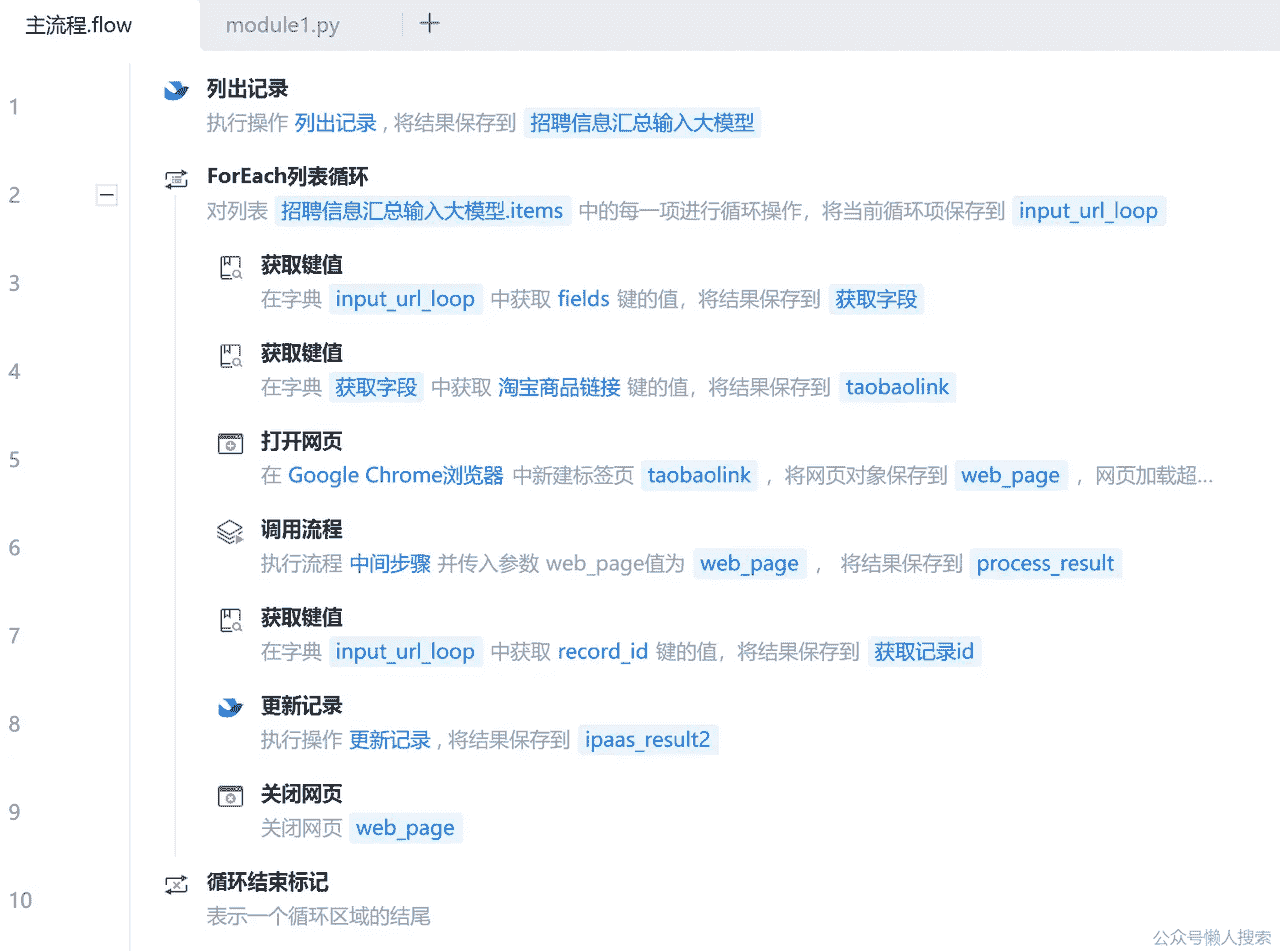 主流程.flow module1.py +
1 列出记录
执行操作 列出记录 , 将结果保存到 招聘信息汇总输入大模型
2 ForEach列表循环
对列表 招聘信息汇总输入大模型.items 中的每一项进行循环操作，将当前循环项保存到 input_url_loop
3 获取键值
在字典 input_url_loop 中获取 fields 键的值，将结果保存到 获取字段
4 获取键值
在字典 获取字段 中获取 淘宝商品链接 键的值，将结果保存到 taobaolink
5 打开网页
在 Google Chrome浏览器 中新建标签页 taobaolink ，将网页对象保存到 web_page ，网页加载超...
6 调用流程
执行流程 中间步骤 并传入参数 web_page值为 web_page ， 将结果保存到 process_result
7 获取键值
在字典 input_url_loop 中获取 record_id 键的值，将结果保存到 获取记录id
8 更新记录
执行操作 更新记录 , 将结果保存到 ipaas_result2
9 关闭网页
关闭网页 web_page
10 循环结束标记
表示一个循环区域的结尾
公众号懒人搜索